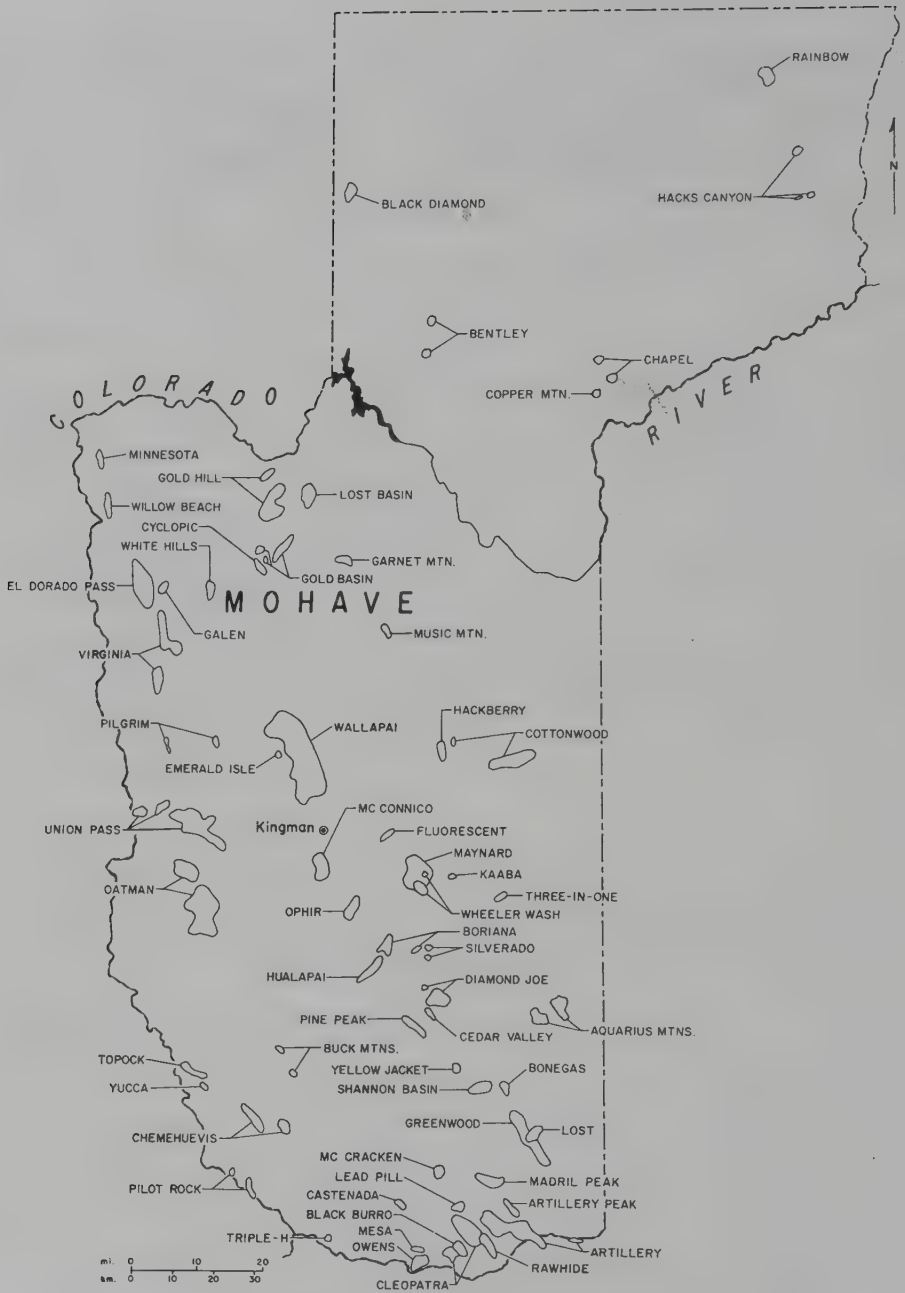 RAINBOW
N
BLACK DIAMOND
HACKS CANYON
BENTLEY
CHAPEL
COPPER MTN.
COLORADO
RIVER
MINNESOTA
GOLD HILL
LOST BASIN
WILLOW BEACH
CYCLOPIC
WHITE HILLS
GARNET MTN.
GOLD BASIN
EL DORADO PASS
MOHAVE
GALEN
MUSIC MTN.
VIRGINIA
HACKBERRY
PILGRIM
WALLAPAI
COTTONWOOD
EMERALD ISLE
MC CONNICO
UNION PASS
Kingman
FLUORESCENT
MAYNARD
KAABA
OATMAN
THREE-IN-ONE
OPHIR
WHEELER WASH
BORIANA
SILVERADO
HUALAPAI
DIAMOND JOE
PINE PEAK
CEDAR VALLEY
AQUARIUS MTNS.
BUCK MTNS.
TOPOCK
YELLOW JACKET
BONEGAS
YUCCA
SHANNON BASIN
GREENWOOD
LOST
CHEMEHUEVIS
MC CRACKEN
LEAD PILL
MADRIL PEAK
PILOT ROCK
CASTENADA
ARTILLERY PEAK
BLACK BURRO
TRIPLE-H
MESA
OWENS
ARTILLERY
RAWHIDE
CLEOPATRA
mi. 0 10 20
km. 0 10 20 30